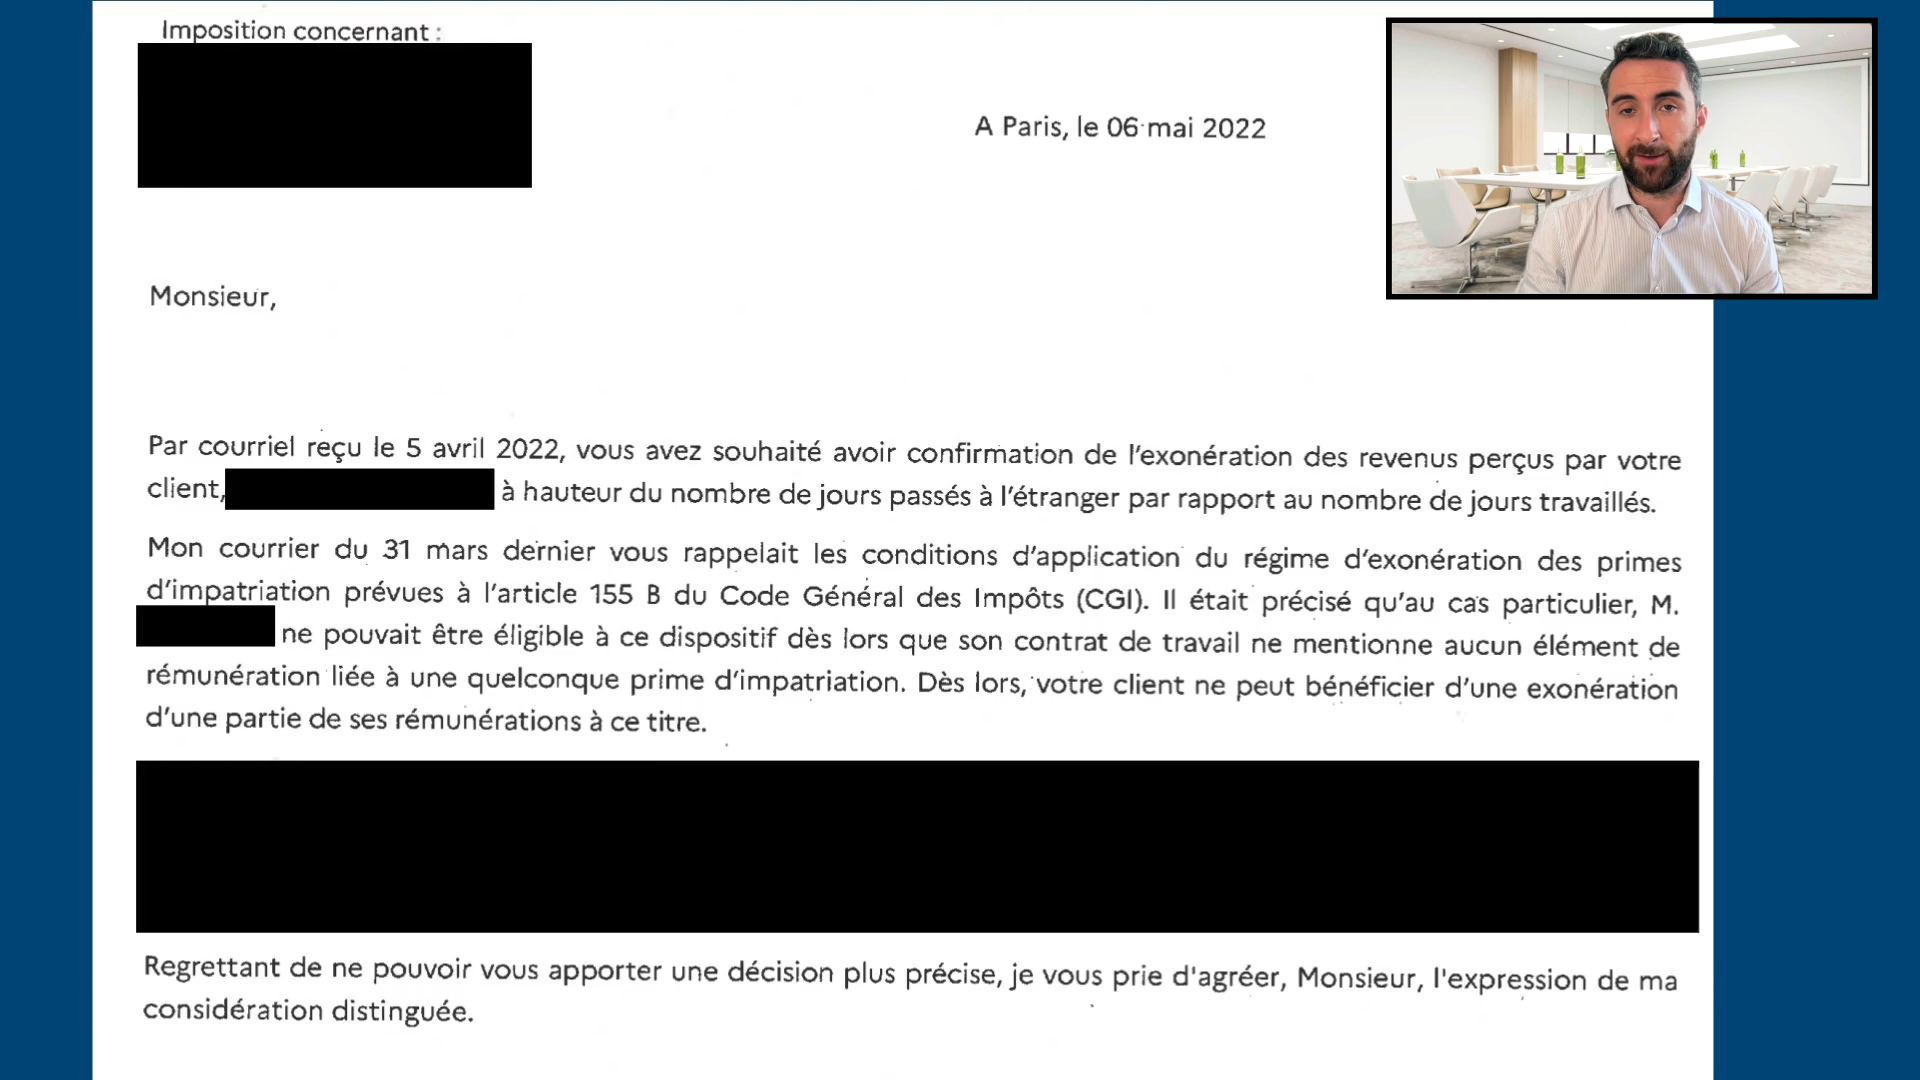 Imposition concernant :
A Paris, le 06 mai 2022
Monsieur,
Par courriel reçu le 5 avril 2022, vous avez souhaité avoir confirmation de l'exonération des revenus perçus par votre
client, à hauteur du nombre de jours passés à l'étranger par rapport au nombre de jours travaillés.
Mon courrier du 31 mars dernier vous rappelait les conditions d'application du régime d'exonération des primes
d'impatriation prévues à l'article 155 B du Code Général des Impôts (CGI). Il était précisé qu'au cas particulier, M.
ne pouvait être éligible à ce dispositif dès lors que son contrat de travail ne mentionne aucun élément de
rémunération liée à une quelconque prime d'impatriation. Dès lors, votre client ne peut bénéficier d'une exonération
d'une partie de ses rémunérations à ce titre.
Regrettant de ne pouvoir vous apporter une décision plus précise, je vous prie d'agréer, Monsieur, l'expression de ma
considération distinguée.